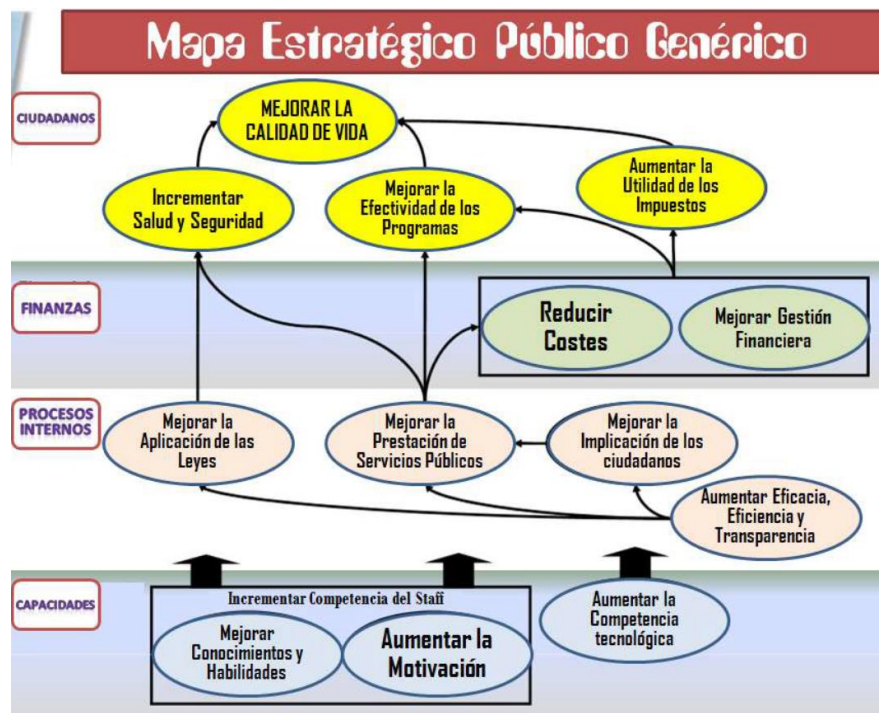 Mapa Estratégico Público Genérico
CIUDADANOS
MEJORAR LA
CALIDAD DE VIDA
Incrementar
Salud y Seguridad
Mejorar la
Efectividad de los
Programas
Aumentar la
Utilidad de los
Impuestos
FINANZAS
Reducir
Costes
Mejorar Gestión
Financiera
PROCESOS
INTERNOS
Mejorar la
Aplicación de las
Leyes
Mejorar la
Prestación de
Servicios Públicos
Mejorar la
Implicación de los
ciudadanos
Aumentar Eficacia,
Eficiencia y
Transparencia
CAPACIDADES
Incrementar Competencia del Staff
Mejorar
Conocimientos y
Habilidades
Aumentar la
Motivación
Aumentar la
Competencia
tecnológica